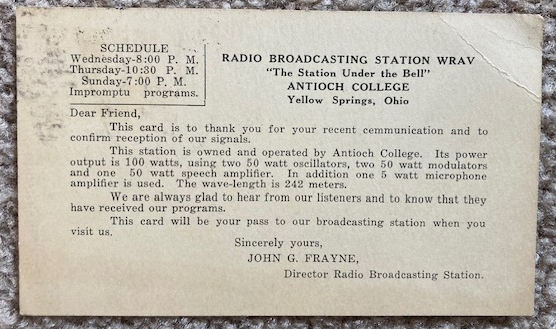 SCHEDULE
Wednesday-8:00 P. M.
Thursday-10:30 P. M.
Sunday-7:00 P. M.
Impromptu programs.
RADIO BROADCASTING STATION WRAV
"The Station Under the Bell"
ANTIOCH COLLEGE
Yellow Springs, Ohio
Dear Friend,
This card is to thank you for your recent communication and to
confirm reception of our signals.
This station is owned and operated by Antioch College. Its power
output is 100 watts, using two 50 watt oscillators, two 50 watt modulators
and one 50 watt speech amplifier. In addition one 5 watt microphone
amplifier is used. The wave-length is 242 meters.
We are always glad to hear from our listeners and to know that they
have received our programs.
This card will be your pass to our broadcasting station when you
visit us.
Sincerely yours,
JOHN G. FRAYNE,
Director Radio Broadcasting Station.